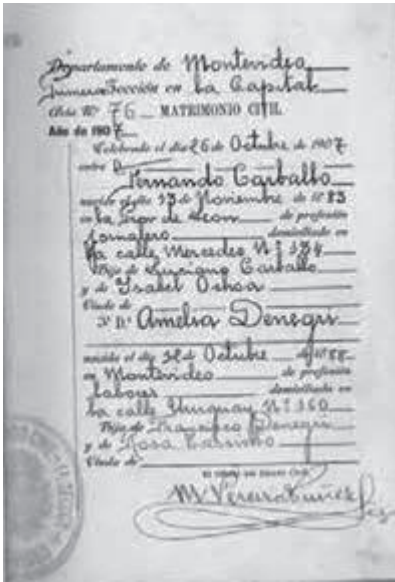 Departamento de Montevideo
Primera Sección en La Capital
Acta Nº 76 MATRIMONIO CIVIL
Año de 1907
Celebrado el día 26 de Octubre de 1907
entre D.
Fernando Carballo
nacido el día 13 de Noviembre de 1883
en la Prov de Leon de profesión
Jornalero domiciliado en
la calle Mercedes Nº
Hijo de Luciano Carballo
y de Isabel Ochoa
Viudo de
y Dª Amelia Denegri
nacida el día de Octubre de 1888
en Montevideo de profesión
labores domiciliada en
la calle Uruguay Nº 160
Hija de Francisco Denegri
y de Rosa
Viuda de
El Oficial del Estado Civil
M. Pereira Nuñez